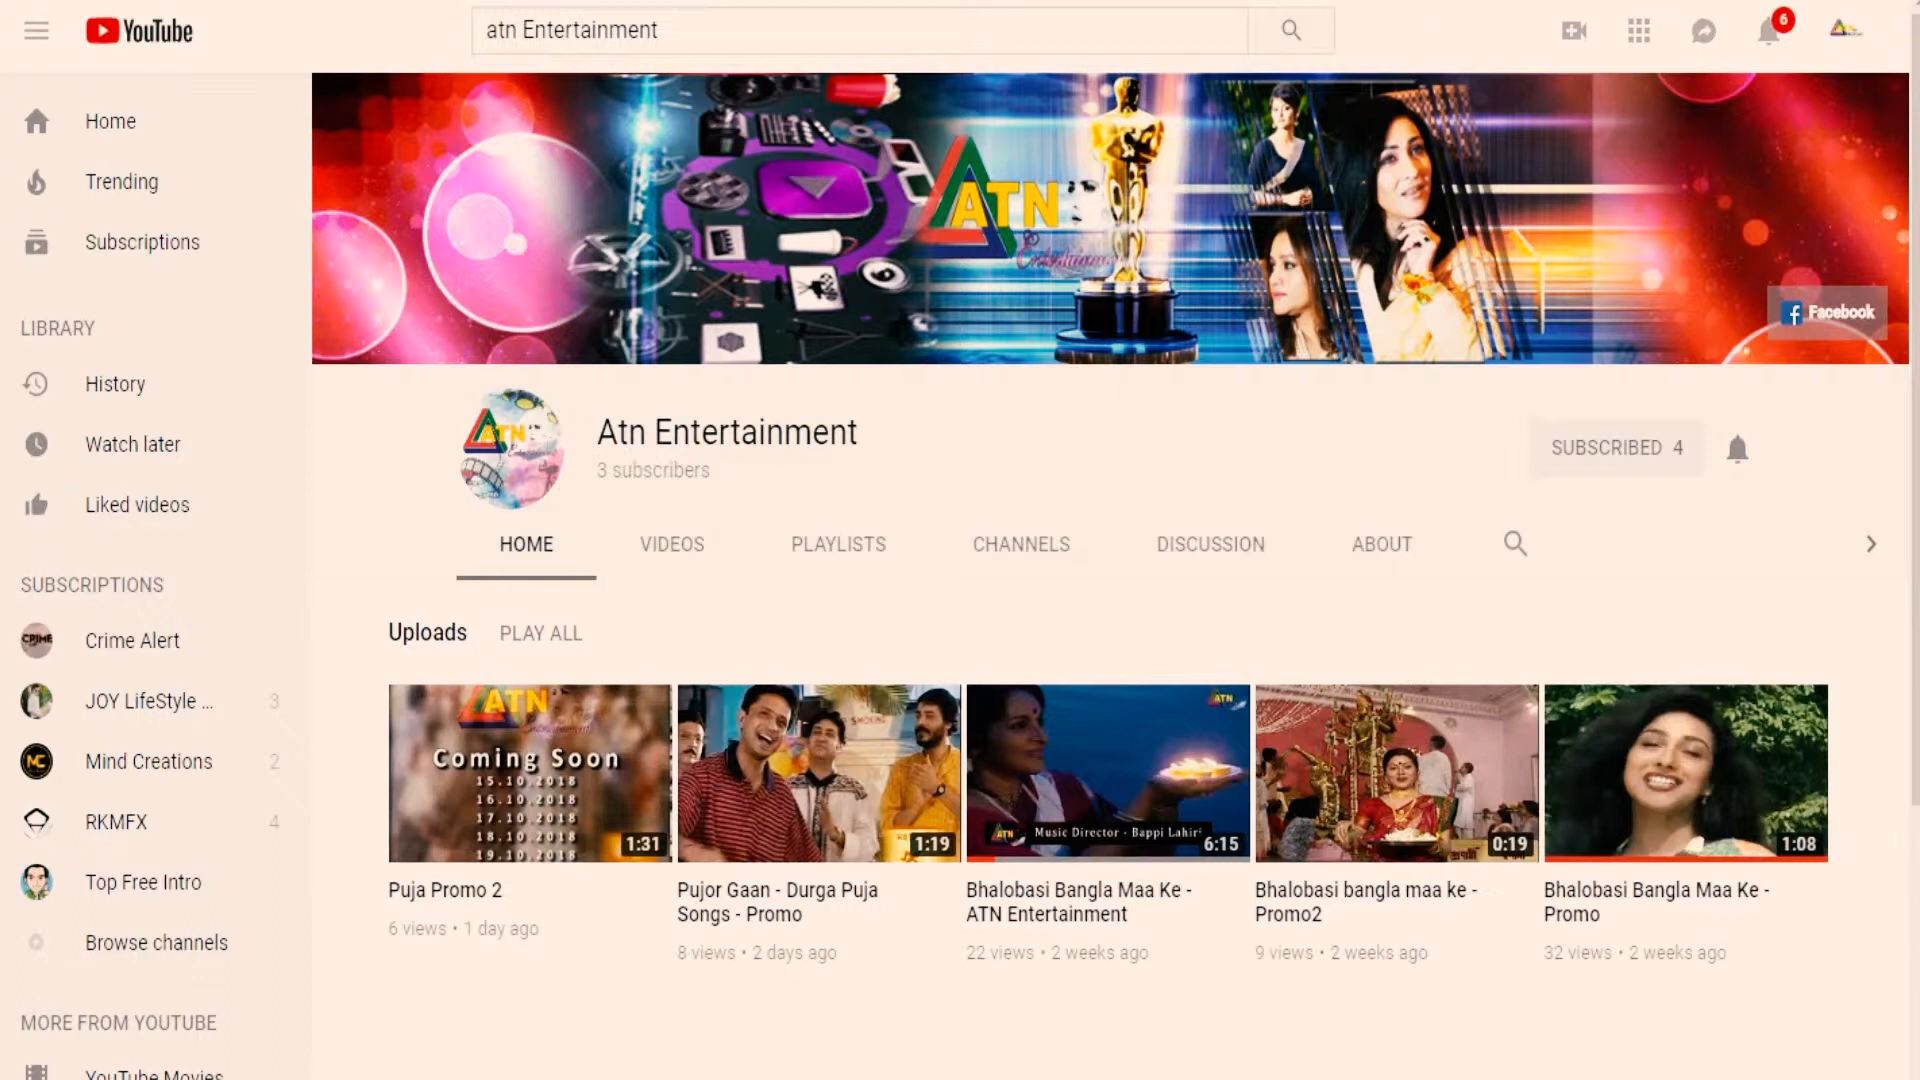 YouTube
atn Entertainment
6
Home
Trending
Subscriptions
LIBRARY
History
Watch later
Liked videos
SUBSCRIPTIONS
Crime Alert
JOY LifeStyle ... 3
Mind Creations 2
RKMFX 4
Top Free Intro
Browse channels
MORE FROM YOUTUBE
YouTube Movies
ATN
Entertainment
Facebook
ATN
Atn Entertainment
3 subscribers
SUBSCRIBED 4
HOME VIDEOS PLAYLISTS CHANNELS DISCUSSION ABOUT
Uploads PLAY ALL
ATN
Coming Soon
15.10.2018
16.10.2018
17.10.2018
18.10.2018
19.10.2018
1:31
SMOKING
1:19
ATN
ATN Music Director - Bappi Lahiri
6:15
0:19
1:08
Puja Promo 2
6 views • 1 day ago
Pujor Gaan - Durga Puja
Songs - Promo
8 views • 2 days ago
Bhalobasi Bangla Maa Ke -
ATN Entertainment
22 views • 2 weeks ago
Bhalobasi bangla maa ke -
Promo2
9 views • 2 weeks ago
Bhalobasi Bangla Maa Ke -
Promo
32 views • 2 weeks ago